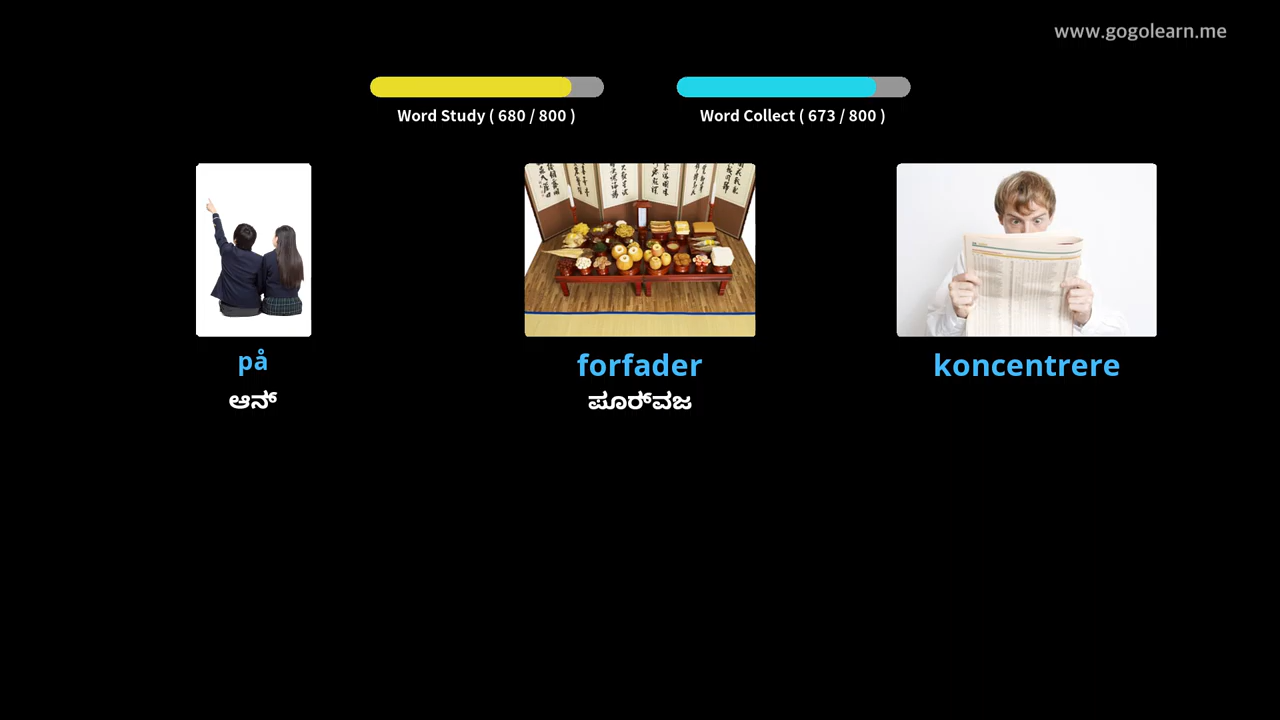 www.gogolearn.me
Word Study ( 680 / 800 )
Word Collect ( 673 / 800 )
på
forfader
koncentrere
ಆನ್
ಪೂರ್‍ವಜ